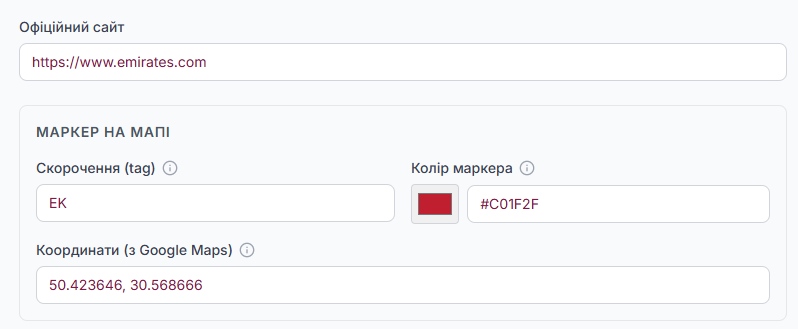 Офіційний сайт
https://www.emirates.com
МАРКЕР НА МАПІ
Скорочення (tag)
Колір маркера
EK
#C01F2F
Координати (з Google Maps)
50.423646, 30.568666